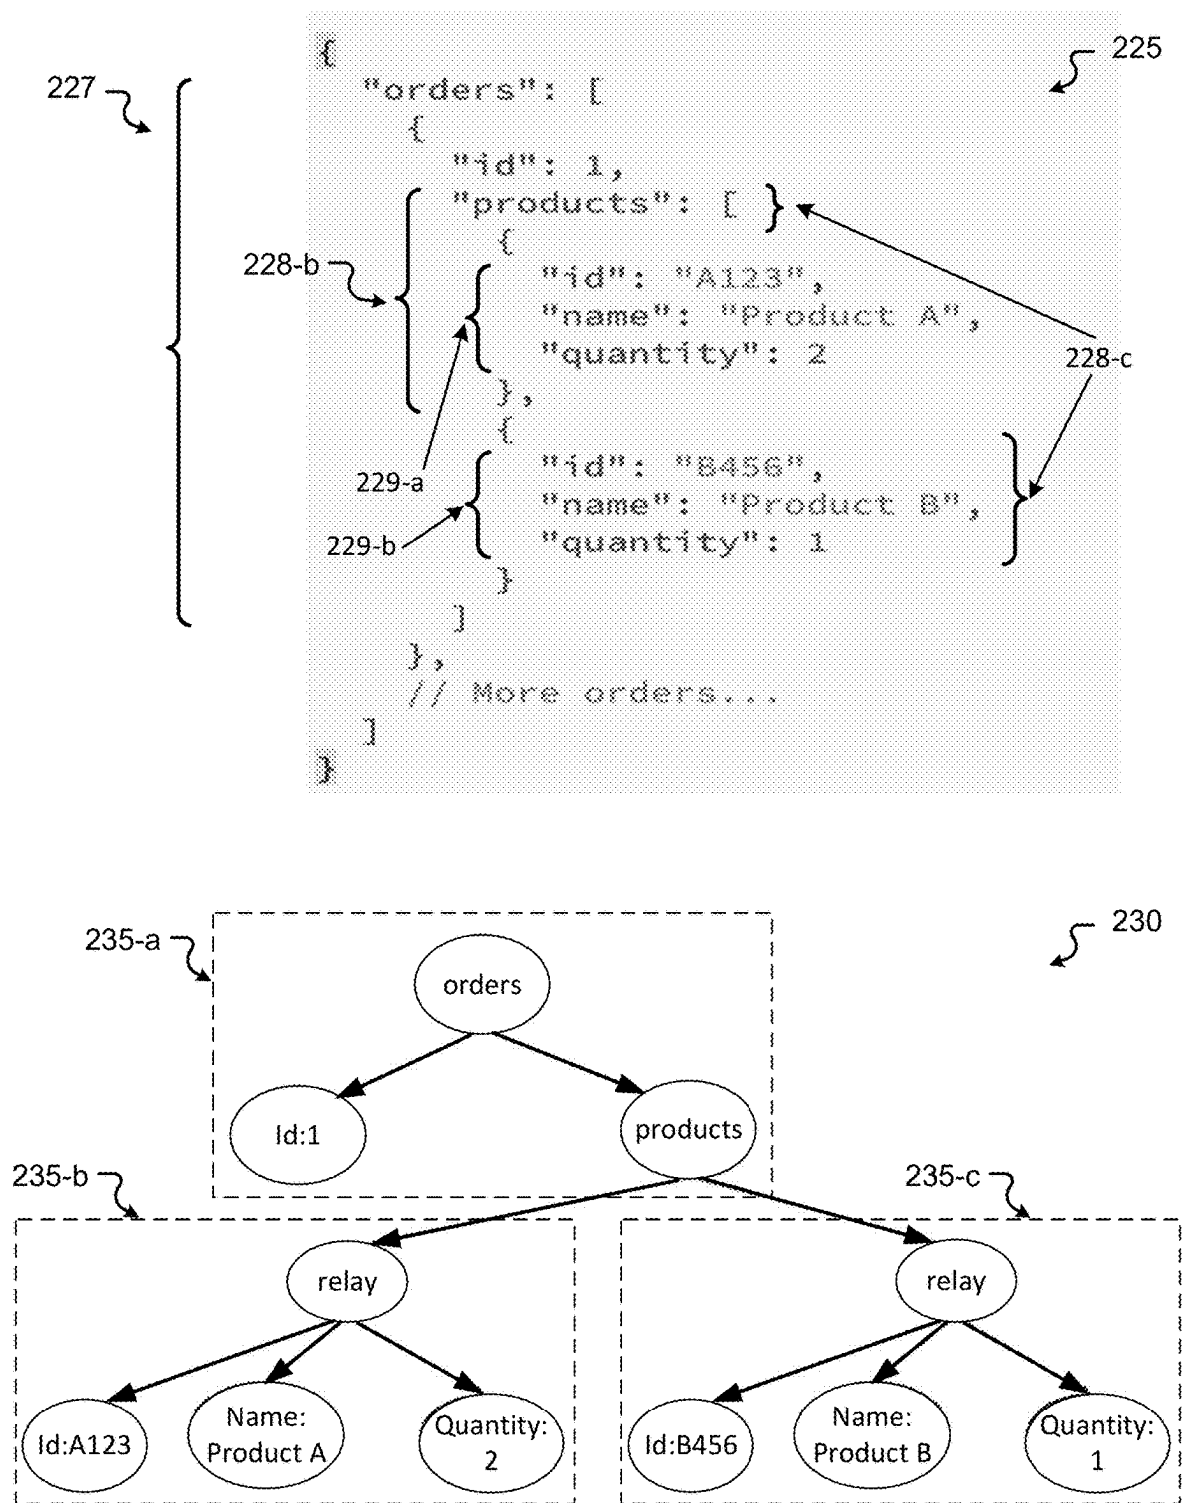 {
225
227
"orders": [
{
"id": 1,
"products": [ }
{
228-b
"id": "A123",
"name": "Product A",
"quantity": 2
228-c
},
{
"id": "B456",
229-a
"name": "Product B",
229-b
"quantity": 1
}
]
},
// More orders...
]
}
230
235-a
orders
Id:1
products
235-b
235-c
relay
relay
Id:A123
Name:
Product A
Quantity:
2
Id:B456
Name:
Product B
Quantity:
1